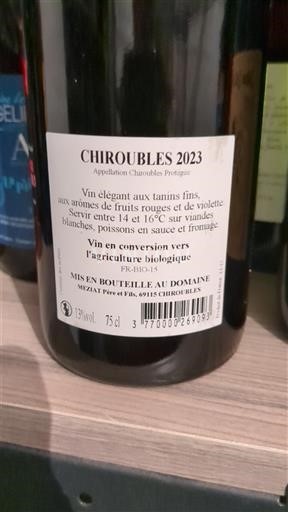 CHIROUBLES 2023
Appellation Chiroubles Protégée
Vin élégant aux tanins fins,
aux arômes de fruits rouges et de violette.
Servir entre 14 et 16°C sur viandes
blanches, poissons en sauce et fromage.
Vin en conversion vers
l'agriculture biologique
FR-BIO-15
MIS EN BOUTEILLE AU DOMAINE
MEZIAT Père et Fils, 69115 CHIROUBLES
13%vol. 75 cl
3 770000 269093